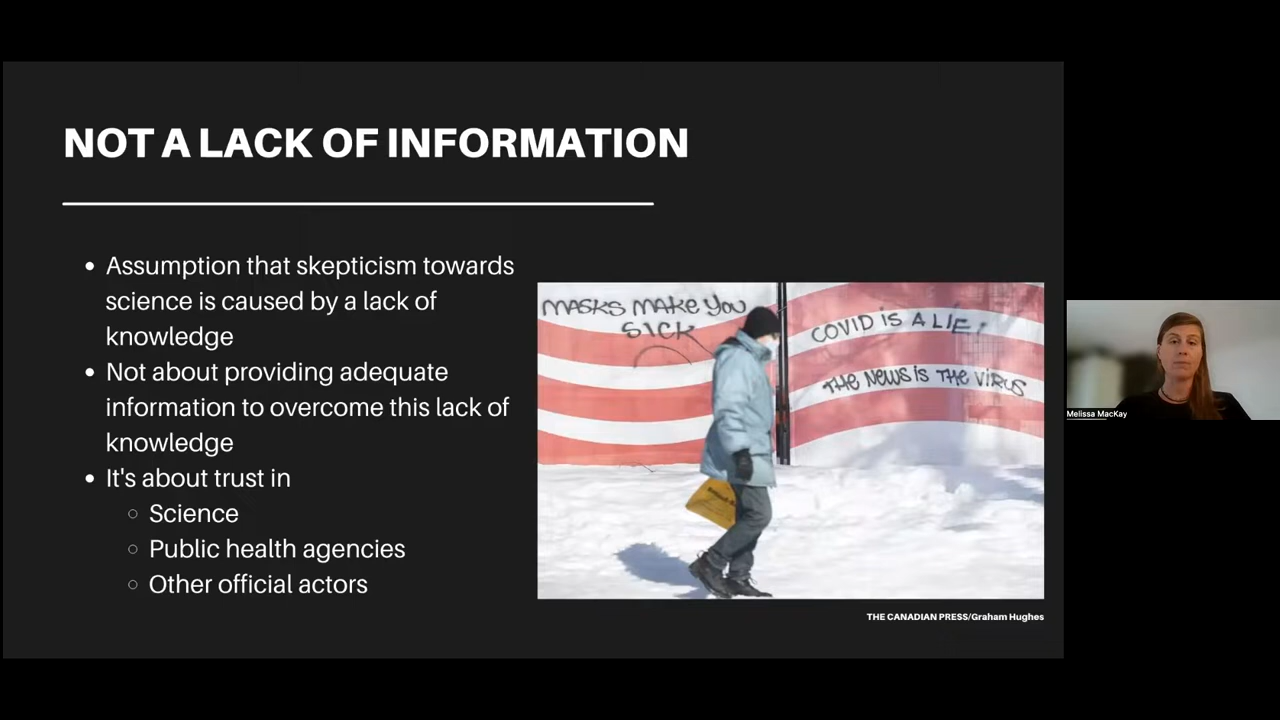 NOT A LACK OF INFORMATION
• Assumption that skepticism towards
science is caused by a lack of
knowledge
• Not about providing adequate
information to overcome this lack of
knowledge
• It's about trust in
○ Science
○ Public health agencies
○ Other official actors
MASKS MAKE YOU
SICK
COVID IS A LIE!
THE NEWS IS THE VIRUS
THE CANADIAN PRESS/Graham Hughes
Melissa MacKay